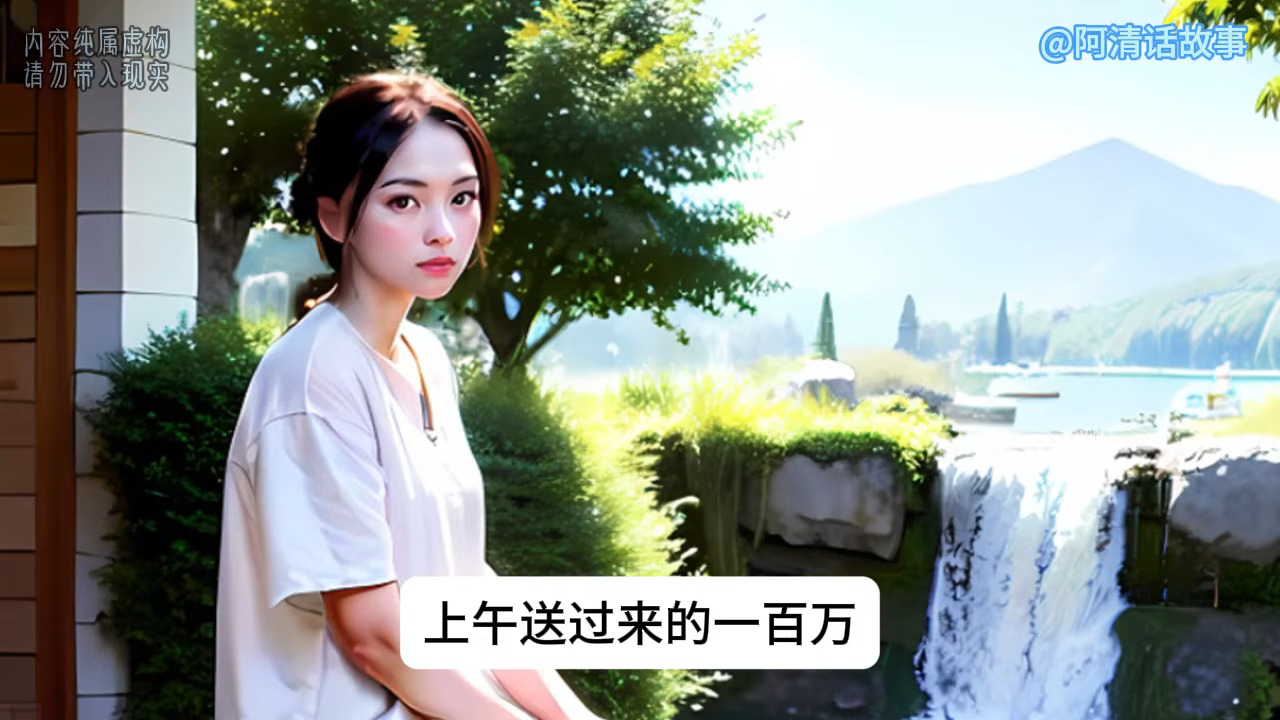 内容纯属虚构
请勿带入现实
@阿清话故事
上午送过来的一百万